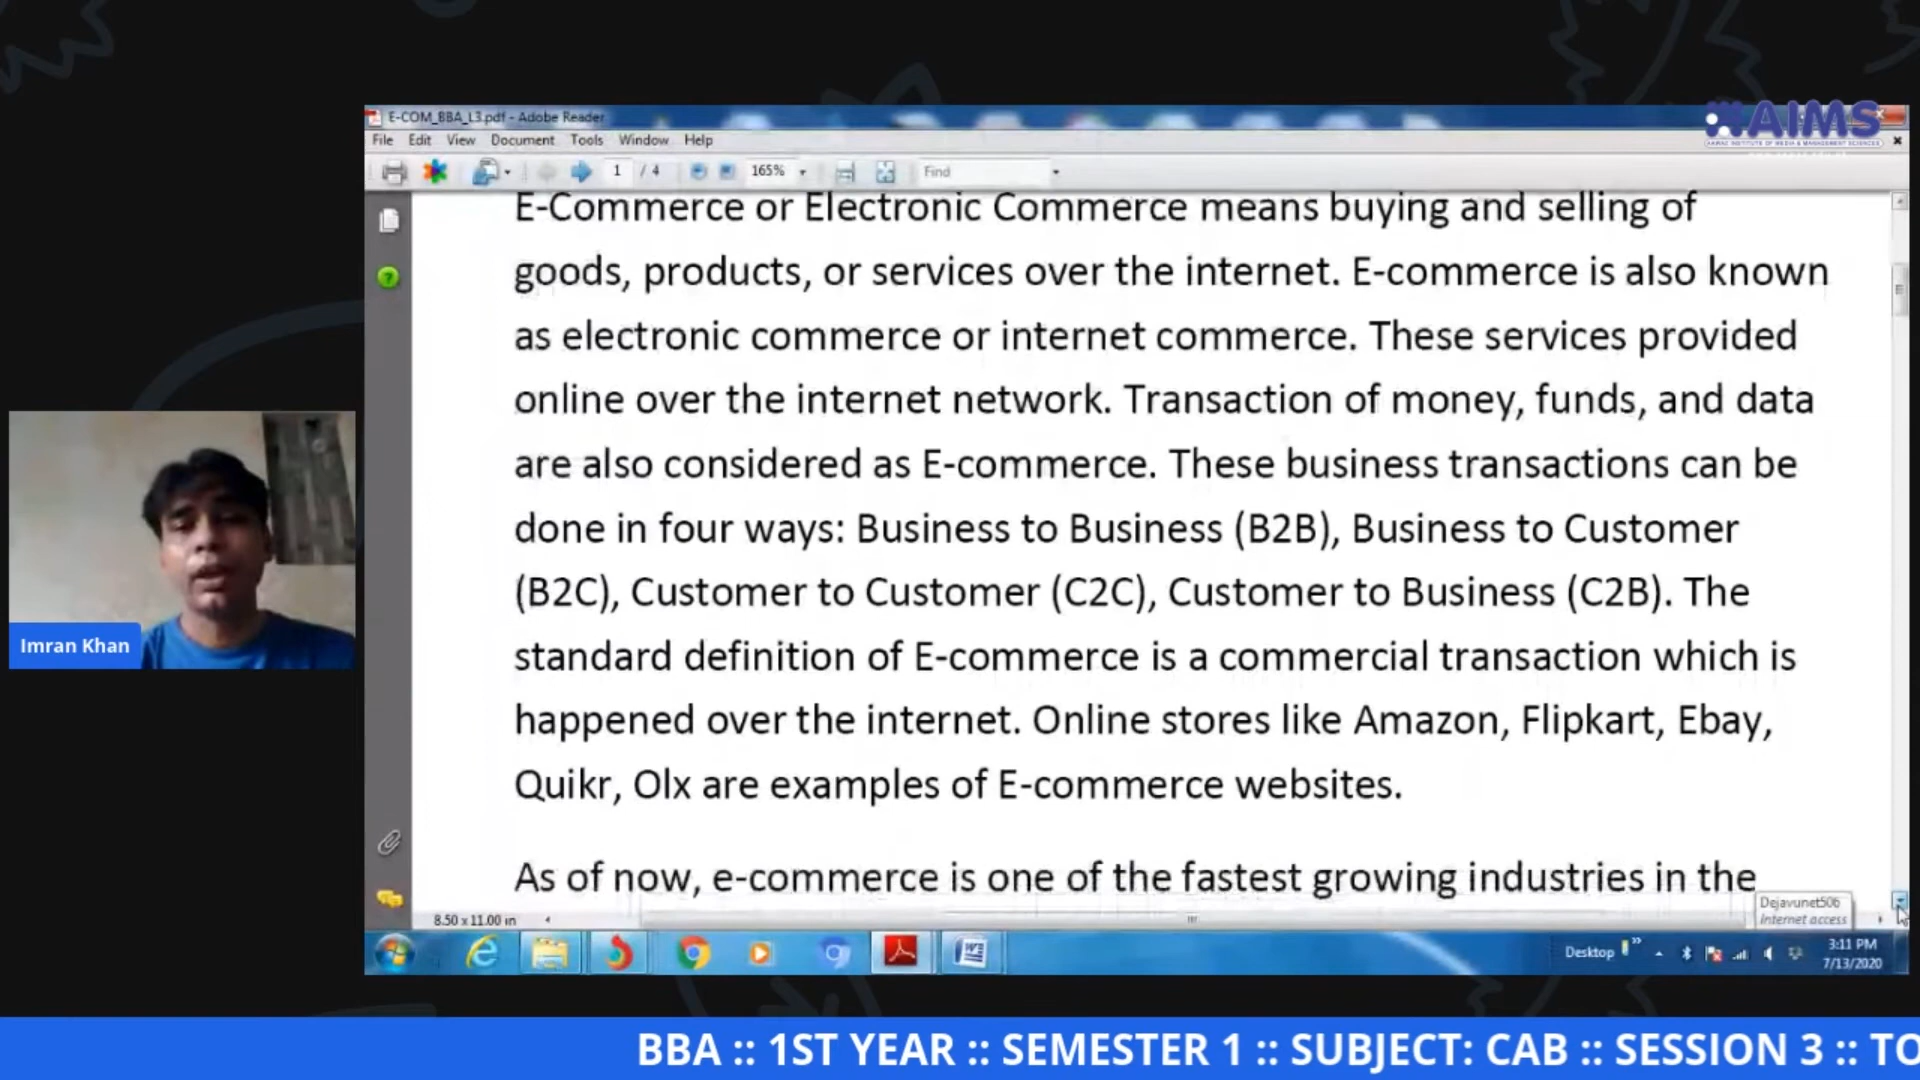 E-COM_BBA_L3.pdf - Adobe Reader
AIMS
File Edit View Document Tools Window Help
1 / 4 165% Find
E-Commerce or Electronic Commerce means buying and selling of
goods, products, or services over the internet. E-commerce is also known
as electronic commerce or internet commerce. These services provided
online over the internet network. Transaction of money, funds, and data
are also considered as E-commerce. These business transactions can be
done in four ways: Business to Business (B2B), Business to Customer
(B2C), Customer to Customer (C2C), Customer to Business (C2B). The
standard definition of E-commerce is a commercial transaction which is
happened over the internet. Online stores like Amazon, Flipkart, Ebay,
Quikr, Olx are examples of E-commerce websites.
As of now, e-commerce is one of the fastest growing industries in the
Imran Khan
Dejavunet506
Internet access
8.50 x 11.00 in
Desktop
3:11 PM
7/13/2020
BBA :: 1ST YEAR :: SEMESTER 1 :: SUBJECT: CAB :: SESSION 3 :: TO